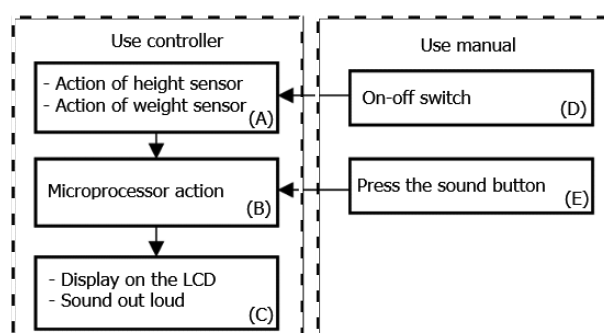 Use controller
- Action of height sensor
- Action of weight sensor
(A)
Microprocessor action
(B)
- Display on the LCD
- Sound out loud
(C)
Use manual
On-off switch
(D)
Press the sound button
(E)